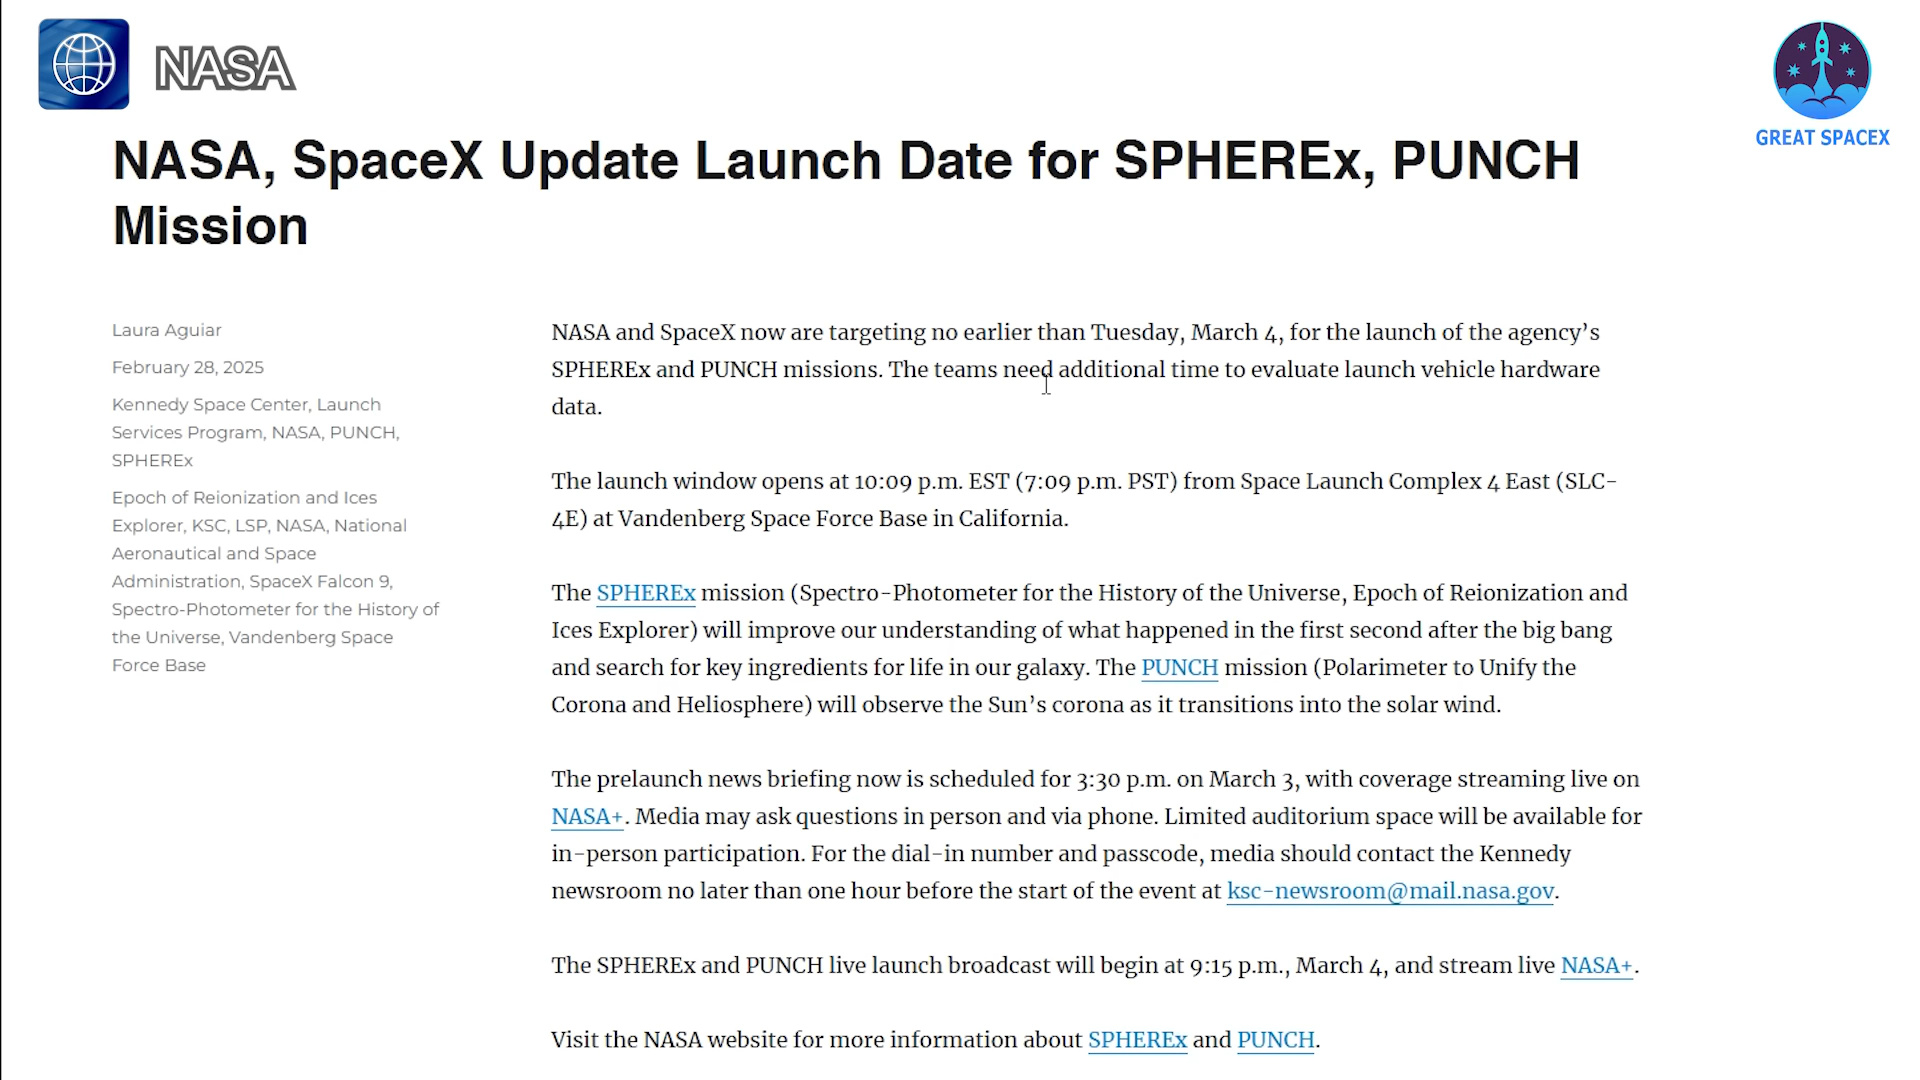 NASA
GREAT SPACEX
NASA, SpaceX Update Launch Date for SPHEREx, PUNCH
Mission
Laura Aguiar
February 28, 2025
Kennedy Space Center, Launch
Services Program, NASA, PUNCH,
SPHEREx
Epoch of Reionization and Ices
Explorer, KSC, LSP, NASA, National
Aeronautical and Space
Administration, SpaceX Falcon 9,
Spectro-Photometer for the History of
the Universe, Vandenberg Space
Force Base
NASA and SpaceX now are targeting no earlier than Tuesday, March 4, for the launch of the agency’s
SPHEREx and PUNCH missions. The teams need additional time to evaluate launch vehicle hardware
data.
The launch window opens at 10:09 p.m. EST (7:09 p.m. PST) from Space Launch Complex 4 East (SLC-
4E) at Vandenberg Space Force Base in California.
The SPHEREx mission (Spectro-Photometer for the History of the Universe, Epoch of Reionization and
Ices Explorer) will improve our understanding of what happened in the first second after the big bang
and search for key ingredients for life in our galaxy. The PUNCH mission (Polarimeter to Unify the
Corona and Heliosphere) will observe the Sun’s corona as it transitions into the solar wind.
The prelaunch news briefing now is scheduled for 3:30 p.m. on March 3, with coverage streaming live on
NASA+. Media may ask questions in person and via phone. Limited auditorium space will be available for
in-person participation. For the dial-in number and passcode, media should contact the Kennedy
newsroom no later than one hour before the start of the event at ksc-newsroom@mail.nasa.gov.
The SPHEREx and PUNCH live launch broadcast will begin at 9:15 p.m., March 4, and stream live NASA+.
Visit the NASA website for more information about SPHEREx and PUNCH.